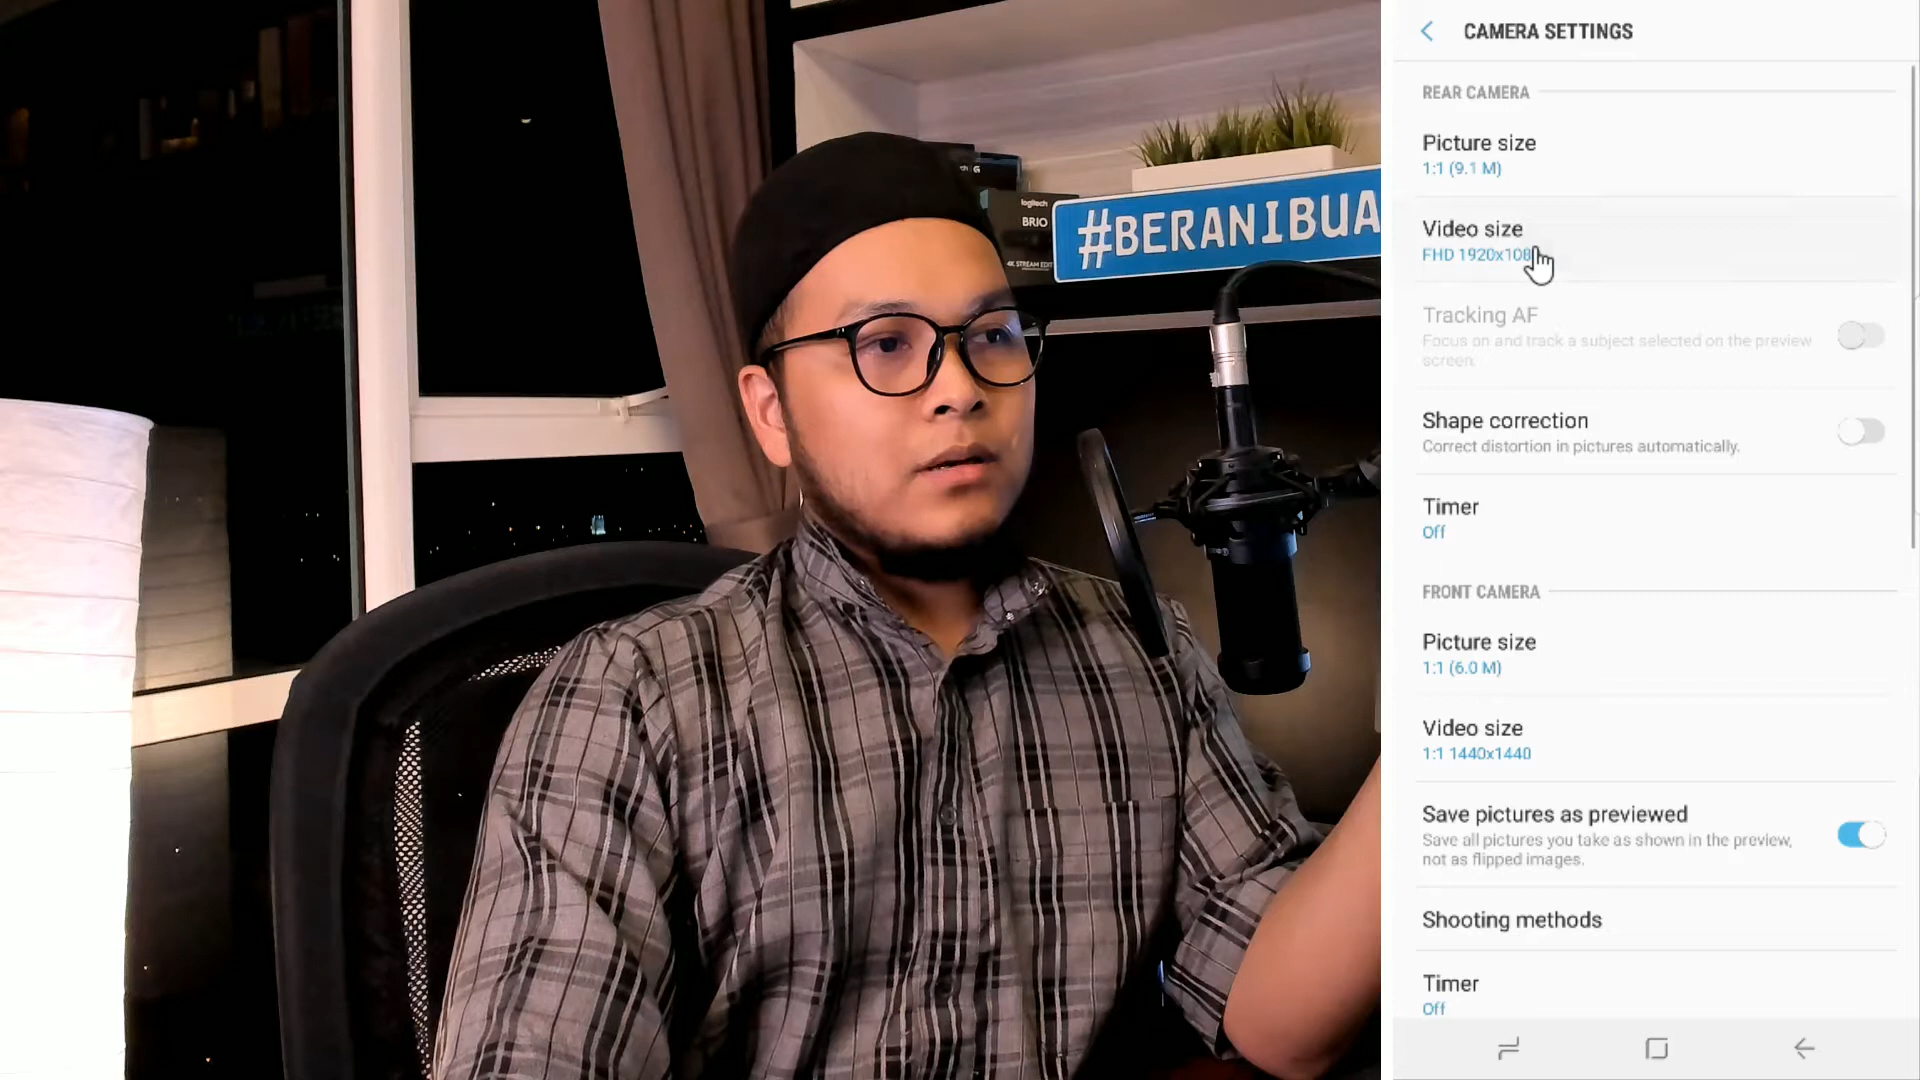 logitech
BRIO
4K STREAM EDIT
#BERANIBUA
CAMERA SETTINGS
REAR CAMERA
Picture size
1:1 (9.1 M)
Video size
FHD 1920x108
Tracking AF
Focus on and track a subject selected on the preview
screen.
Shape correction
Correct distortion in pictures automatically.
Timer
Off
FRONT CAMERA
Picture size
1:1 (6.0 M)
Video size
1:1 1440x1440
Save pictures as previewed
Save all pictures you take as shown in the preview,
not as flipped images.
Shooting methods
Timer
Off